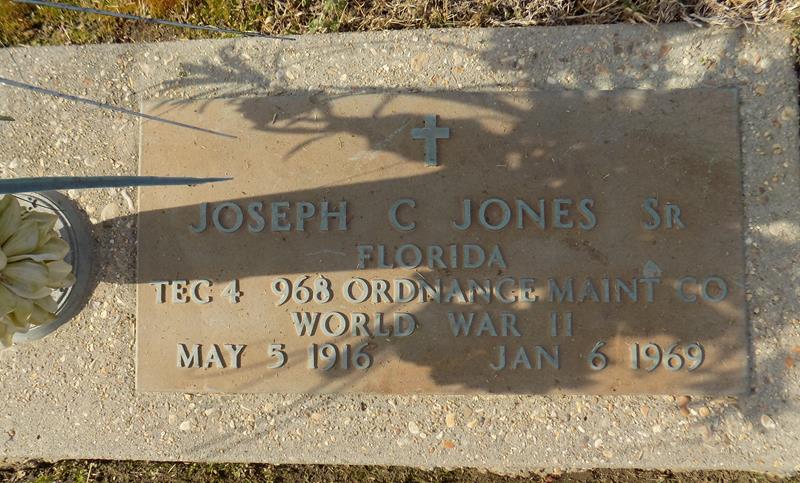 JOSEPH C JONES SR
FLORIDA
TEC 4 968 ORDNANCE MAINT CO
WORLD WAR II
MAY 5 1916 JAN 6 1969